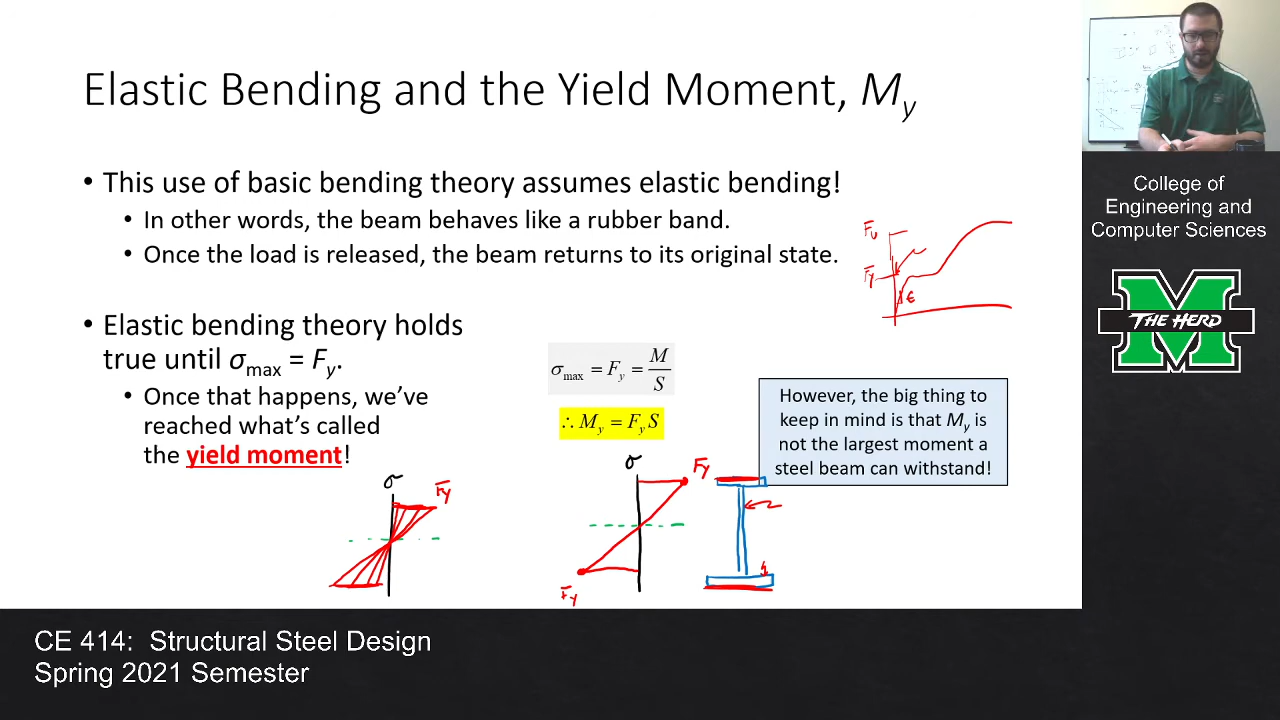 Elastic Bending and the Yield Moment, My
• This use of basic bending theory assumes elastic bending!
• In other words, the beam behaves like a rubber band.
• Once the load is released, the beam returns to its original state.
• Elastic bending theory holds
true until σmax = Fy.
• Once that happens, we've
reached what's called
the yield moment!
σmax = Fy = M/S
∴ My = FyS
However, the big thing to
keep in mind is that My is
not the largest moment a
steel beam can withstand!
Fu
Fy
E
σ
Fy
σ
Fy
Fy
College of
Engineering and
Computer Sciences
M
THE HERD
CE 414: Structural Steel Design
Spring 2021 Semester